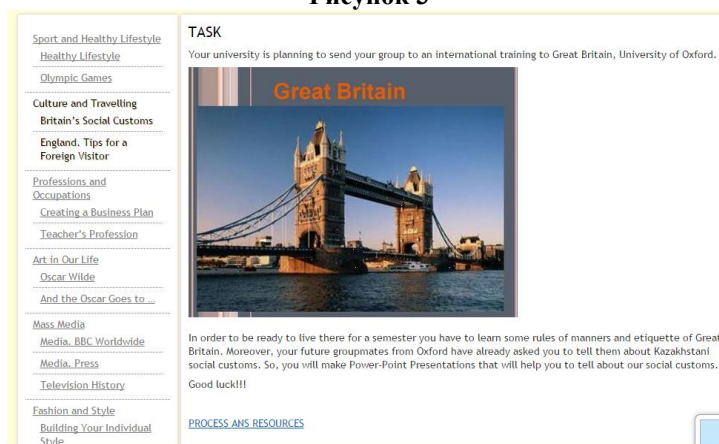 Рисунок 3
Sport and Healthy Lifestyle
Healthy Lifestyle
Olympic Games
Culture and Travelling
Britain's Social Customs
England. Tips for a
Foreign Visitor
Professions and
Occupations
Creating a Business Plan
Teacher's Profession
Art in Our Life
Oscar Wilde
And the Oscar Goes to ...
Mass Media
Media. BBC Worldwide
Media. Press
Television History
Fashion and Style
Building Your Individual
Style
TASK
Your university is planning to send your group to an international training to Great Britain, University of Oxford.
Great Britain
In order to be ready to live there for a semester you have to learn some rules of manners and etiquette of Great
Britain. Moreover, your future groupmates from Oxford have already asked you to tell them about Kazakhstani
social customs. So, you will make Power-Point Presentations that will help you to tell about our social customs.
Good luck!!!
PROCESS ANS RESOURCES